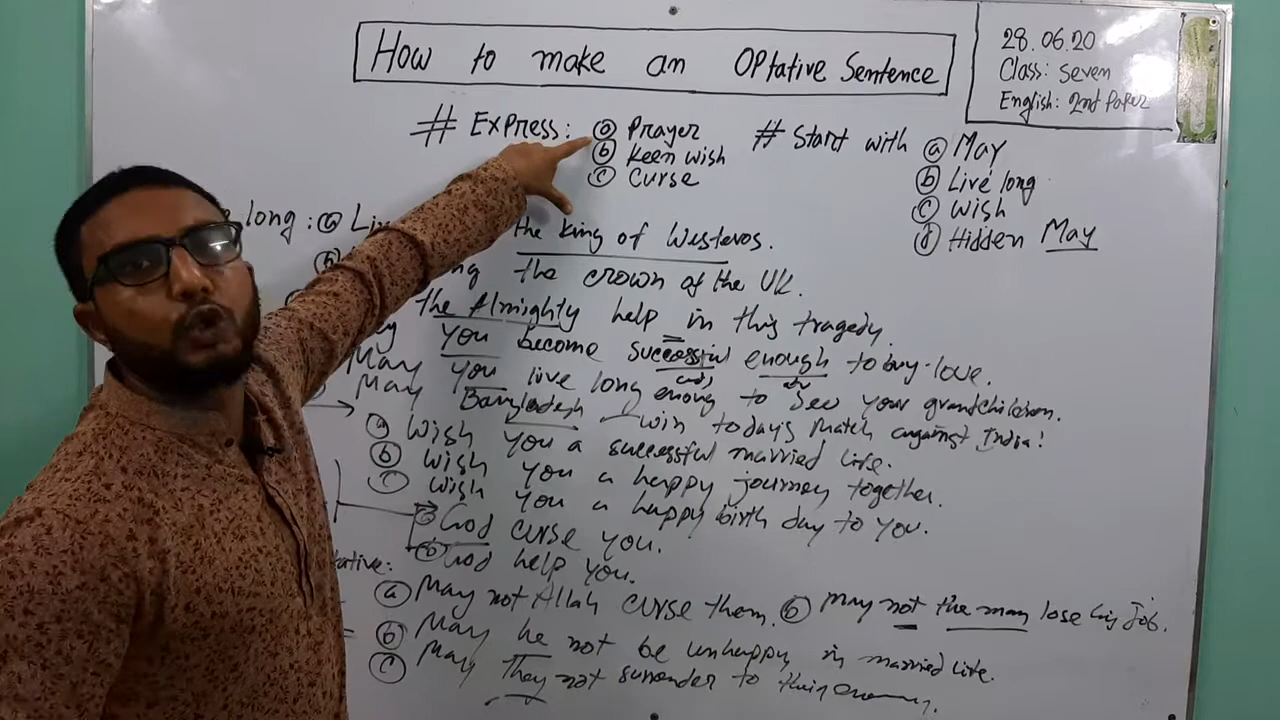 How to make an Optative Sentence
28.06.20
Class: Seven
English: 2nd Paper
# Express: (a) Prayer
(b) Keen wish
(c) Curse
# Start with (a) May
(b) Live long
(c) Wish
(d) Hidden May
long: (a) the king of Westeros.
the crown of the UK.
the Almighty help in this tragedy.
you become successful enough to buy love.
May you live long enoug to see your grandchildren.
May Bangladesh win today's match against India!
(a) Wish you a successful married life.
(b) Wish you a happy journey together.
(c) Wish you a happy birth day to you.
(a) God curse you.
(b) God help you.
tative:
(a) May not Allah curse them. (b) May not the man lose his job.
(b) May he not be unhappy in married life.
(c) May they not surrender to their enemy.